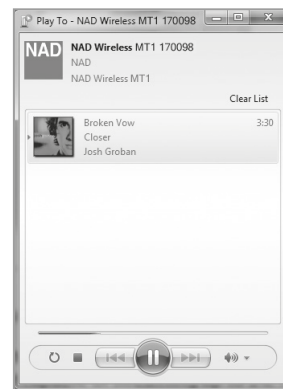 Play To - NAD Wireless MT1 170098
NAD
NAD Wireless MT1 170098
NAD
NAD Wireless MT1
Clear List
Broken Vow 3:30
Closer
Josh Groban